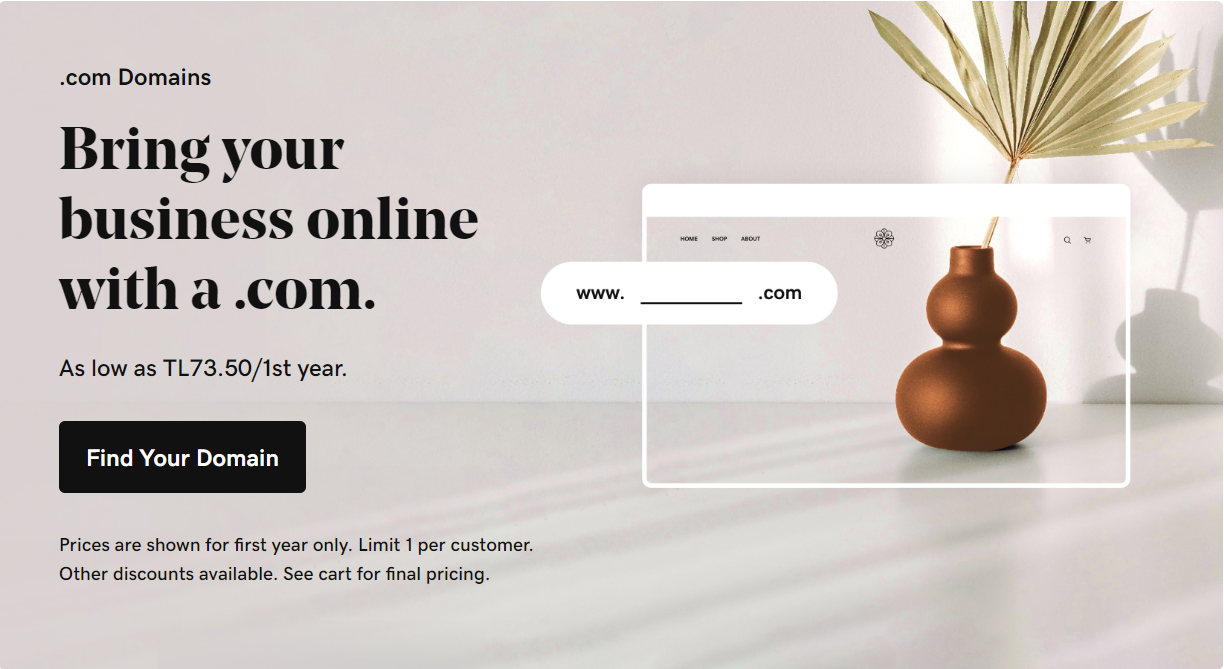 .com Domains
Bring your
business online
with a .com.
As low as TL73.50/1st year.
Find Your Domain
Prices are shown for first year only. Limit 1 per customer.
Other discounts available. See cart for final pricing.
HOME SHOP ABOUT
www. ________ .com